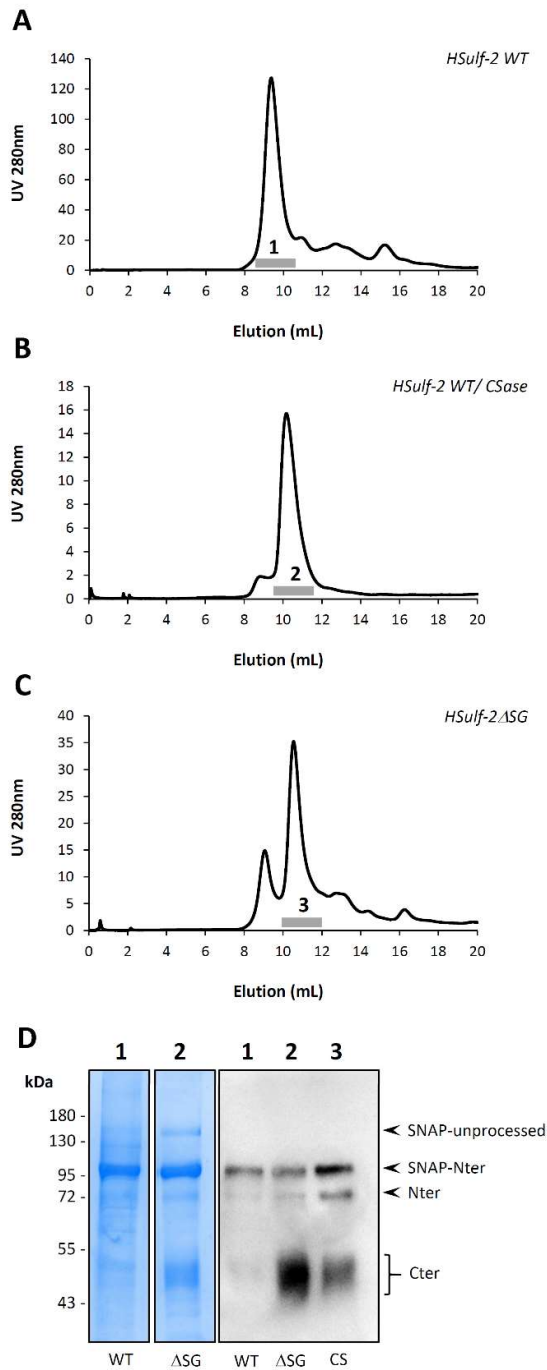 A
HSulf-2 WT
UV 280nm
140
120
100
80
60
40
20
0
1
0 2 4 6 8 10 12 14 16 18 20
Elution (mL)
B
HSulf-2 WT/ CSase
UV 280nm
18
16
14
12
10
8
6
4
2
0
2
0 2 4 6 8 10 12 14 16 18 20
Elution (mL)
C
HSulf-2ΔSG
UV 280nm
40
35
30
25
20
15
10
5
0
3
0 2 4 6 8 10 12 14 16 18 20
Elution (mL)
D
1 2 1 2 3
kDa
180 -
130 -
95 -
72 -
55 -
43 -
SNAP-unprocessed
SNAP-Nter
Nter
Cter
WT ΔSG WT ΔSG CS